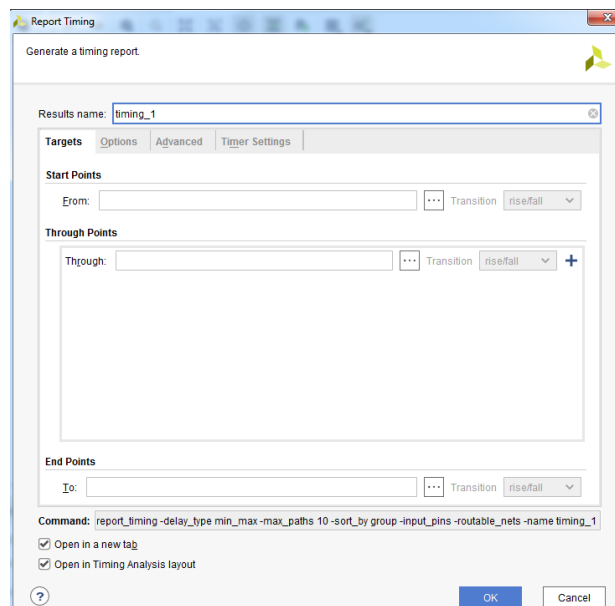 Report Timing
Generate a timing report.
Results name: timing_1
Targets Options Advanced Timer Settings
Start Points
From: ... Transition rise/fall
Through Points
Through: ... Transition rise/fall +
End Points
To: ... Transition rise/fall
Command: report_timing -delay_type min_max -max_paths 10 -sort_by group -input_pins -routable_nets -name timing_1
Open in a new tab
Open in Timing Analysis layout
? OK Cancel